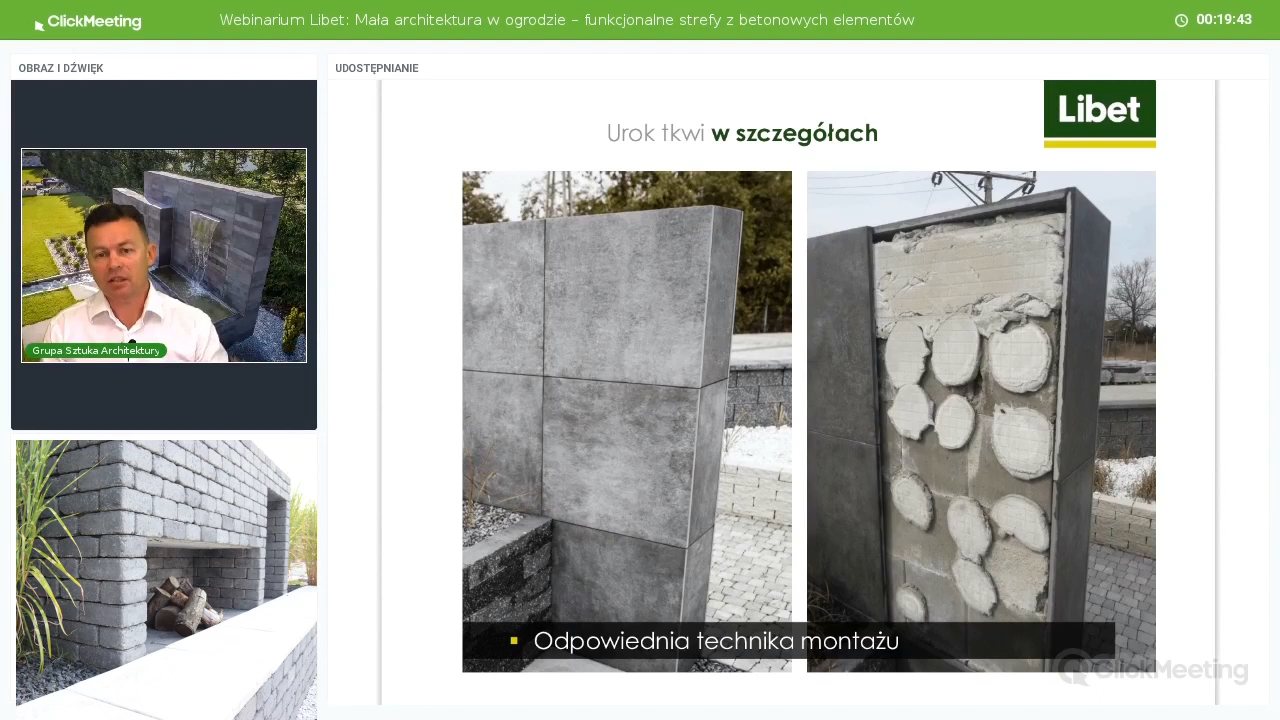 ClickMeeting
Webinarium Libet: Mała architektura w ogrodzie – funkcjonalne strefy z betonowych elementów
00:19:43
OBRAZ I DŹWIĘK
UDOSTĘPNIANIE
Libet
Urok tkwi w szczegółach
Grupa Sztuka Architektury
Odpowiednia technika montażu
ClickMeeting